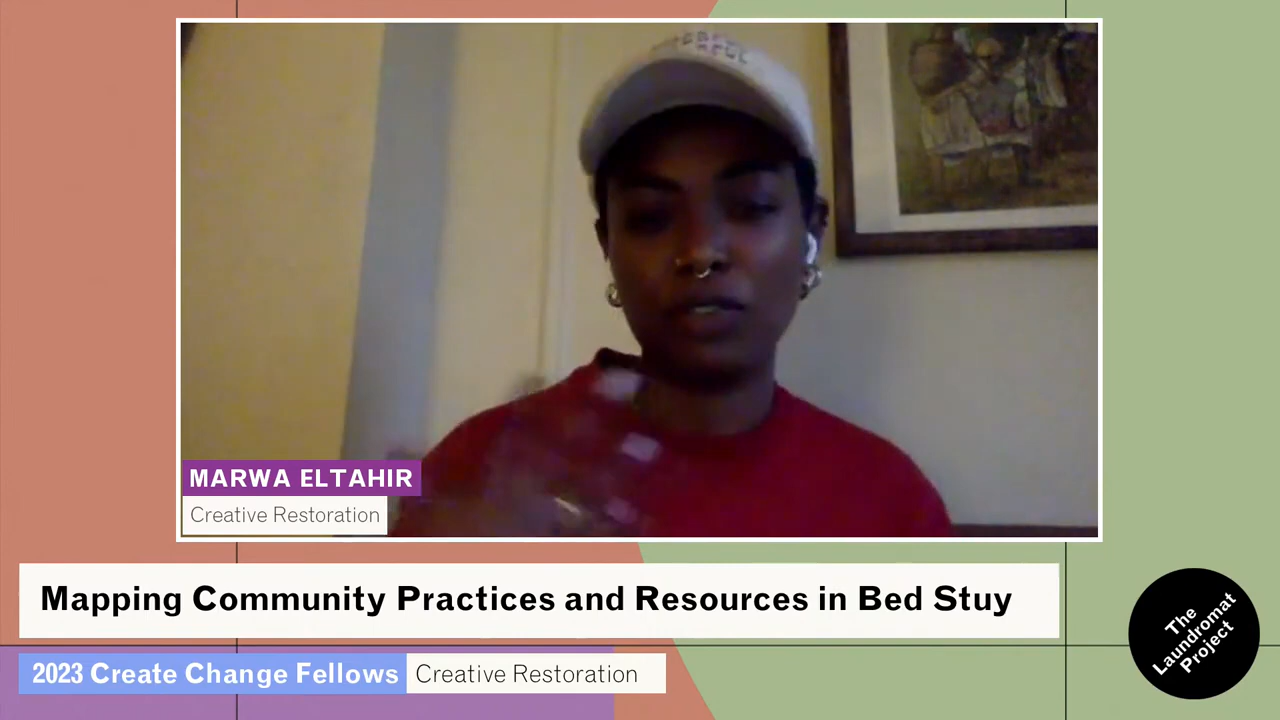 MARWA ELTAHIR
Creative Restoration
Mapping Community Practices and Resources in Bed Stuy
2023 Create Change Fellows Creative Restoration
The
Laundromat
Project